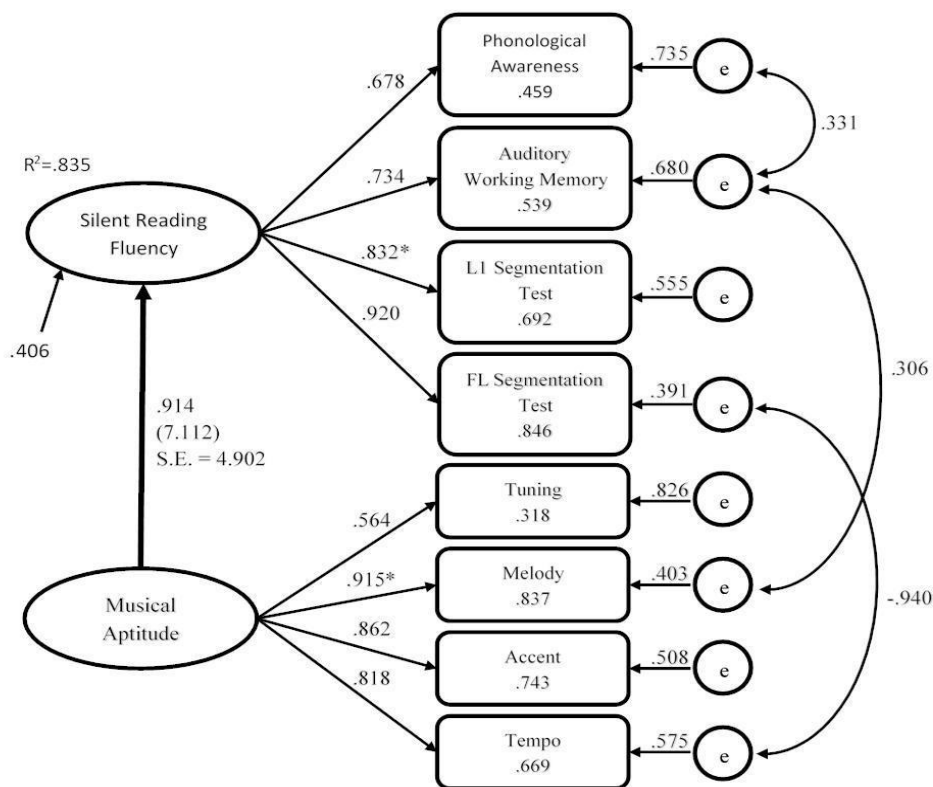 Phonological
Awareness
.459
.735
e
.678
.331
R²=.835
Auditory
Working Memory
.539
.680
e
.734
Silent Reading
Fluency
.832*
L1 Segmentation
Test
.692
.555
e
.920
.406
.306
FL Segmentation
Test
.846
.391
e
.914
(7.112)
S.E. = 4.902
Tuning
.318
.826
e
.564
.915*
Melody
.837
.403
e
-.940
Musical
Aptitude
.862
Accent
.743
.508
e
.818
Tempo
.669
.575
e